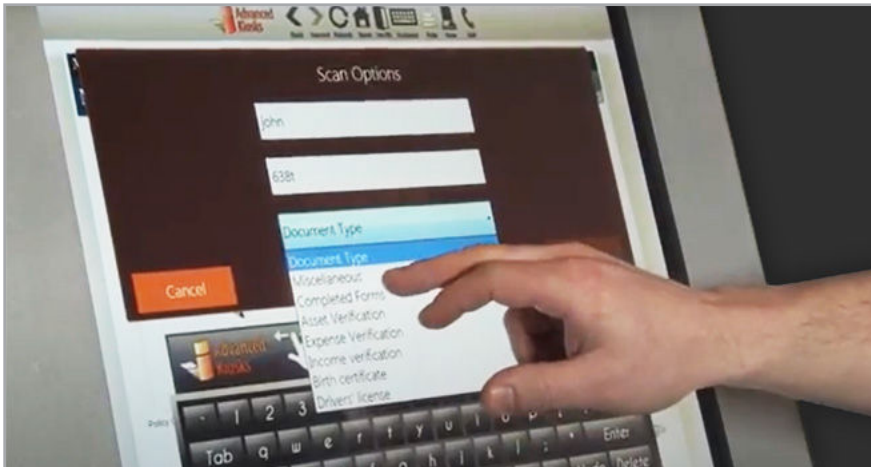 Advanced
Kiosks
Scan Options
john
638t
Document Type
Document Type
Miscellaneous
Completed Forms
Asset Verification
Expense Verification
Income verification
Birth certificate
Drivers' license
Cancel
Advanced
Kiosks
1 2 3
Tab q w e r t y u i o p Enter
Delete